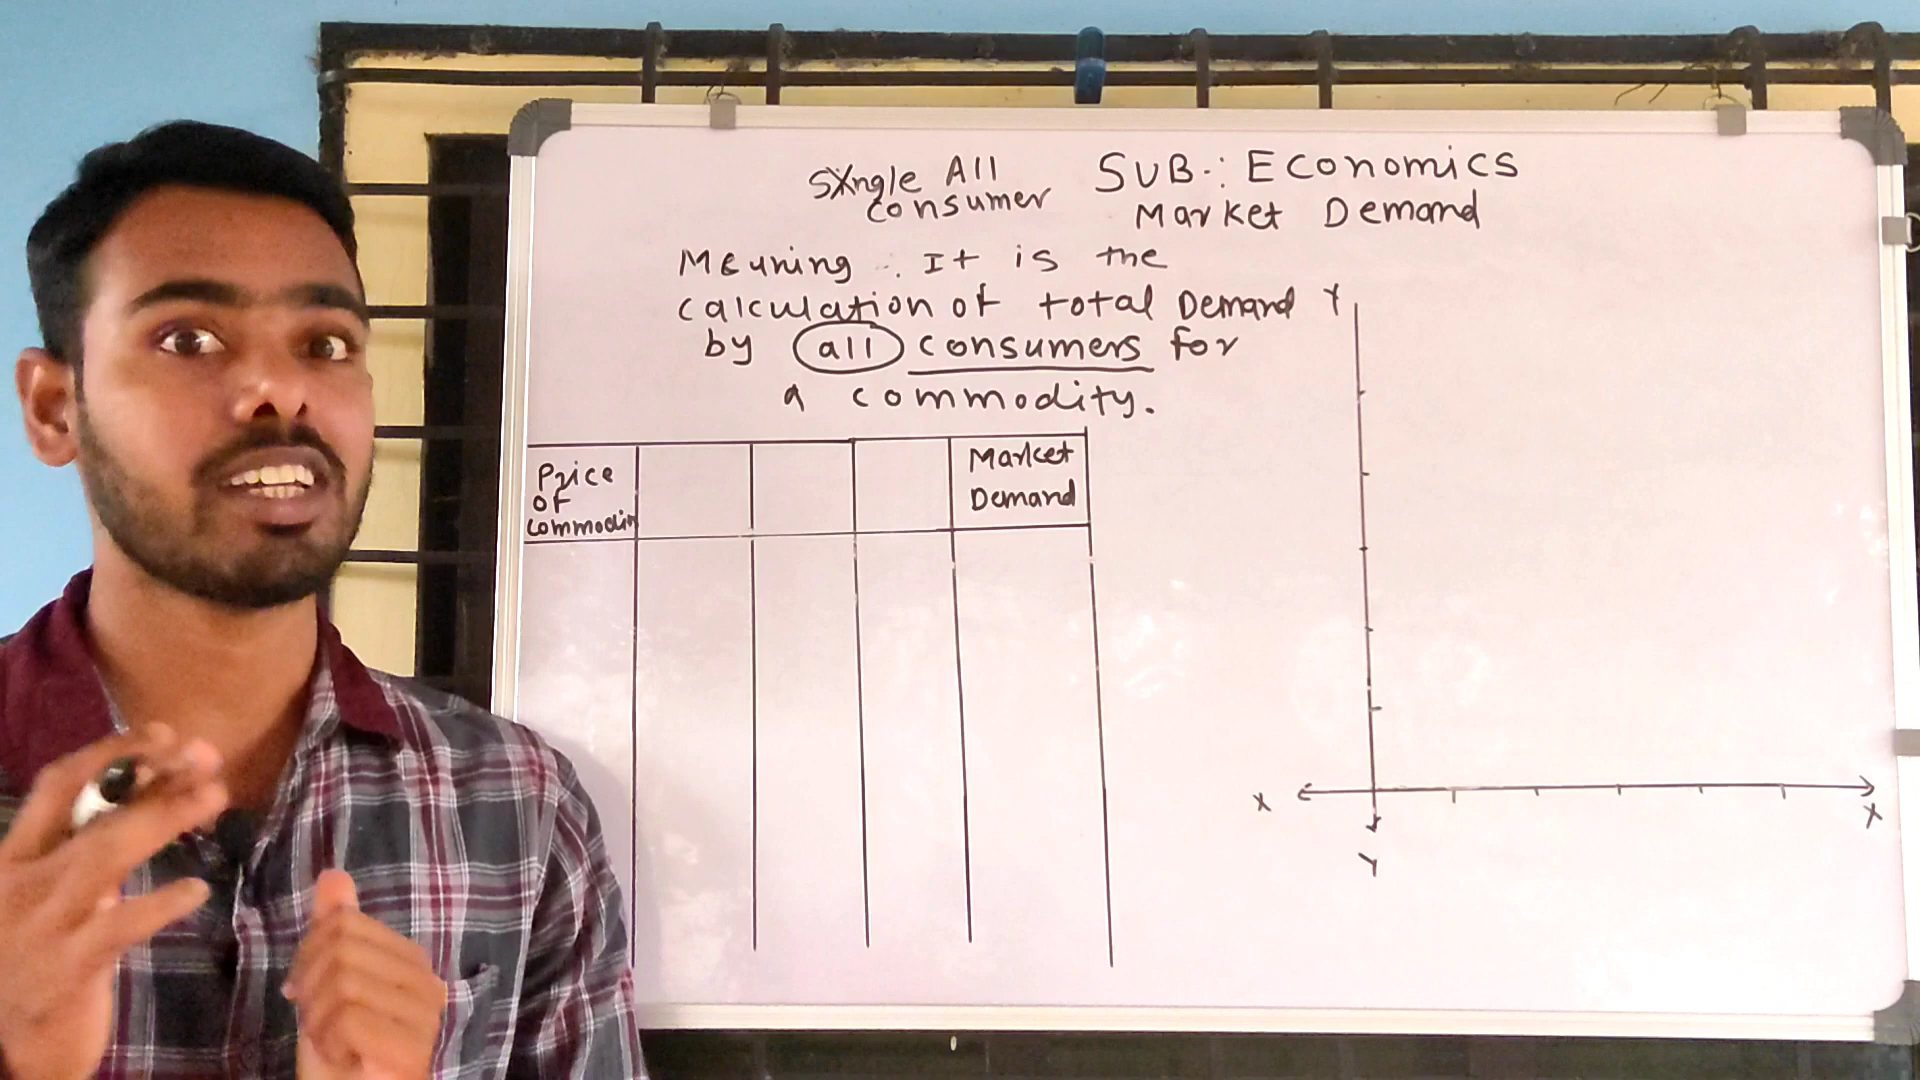 SUB.: Economics
Single All
consumer
Market Demand
Meaning : It is the
calculation of total Demand
by all consumers for
a commodity.
Price
of
commodity
Market
Demand
Y
X
X
Y